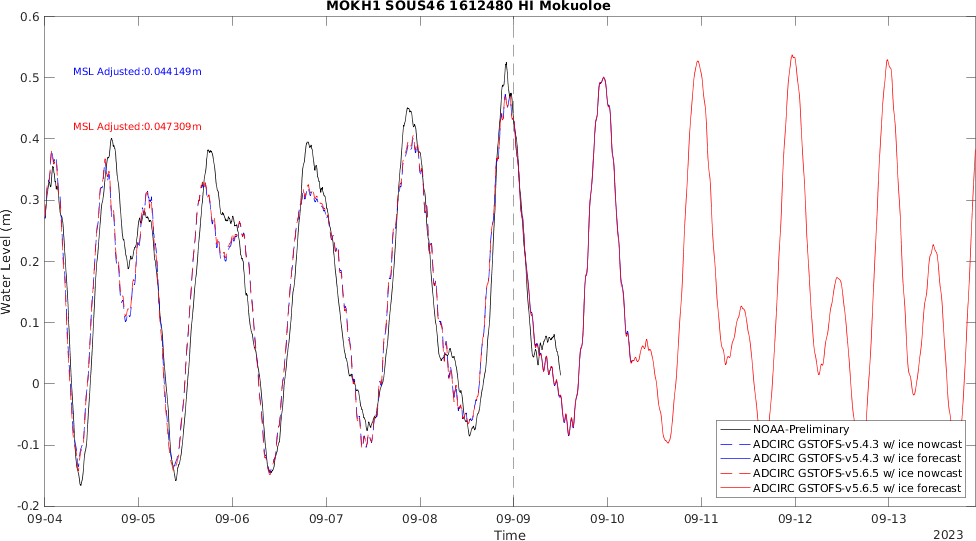 MOKH1 SOUS46 1612480 HI Mokuoloe
0.6
0.5
0.4
0.3
0.2
0.1
0
-0.1
-0.2
Water Level (m)
MSL Adjusted:0.044149m
MSL Adjusted:0.047309m
NOAA-Preliminary
ADCIRC GSTOFS-v5.4.3 w/ ice nowcast
ADCIRC GSTOFS-v5.4.3 w/ ice forecast
ADCIRC GSTOFS-v5.6.5 w/ ice nowcast
ADCIRC GSTOFS-v5.6.5 w/ ice forecast
09-04 09-05 09-06 09-07 09-08 09-09 09-10 09-11 09-12 09-13
Time
2023